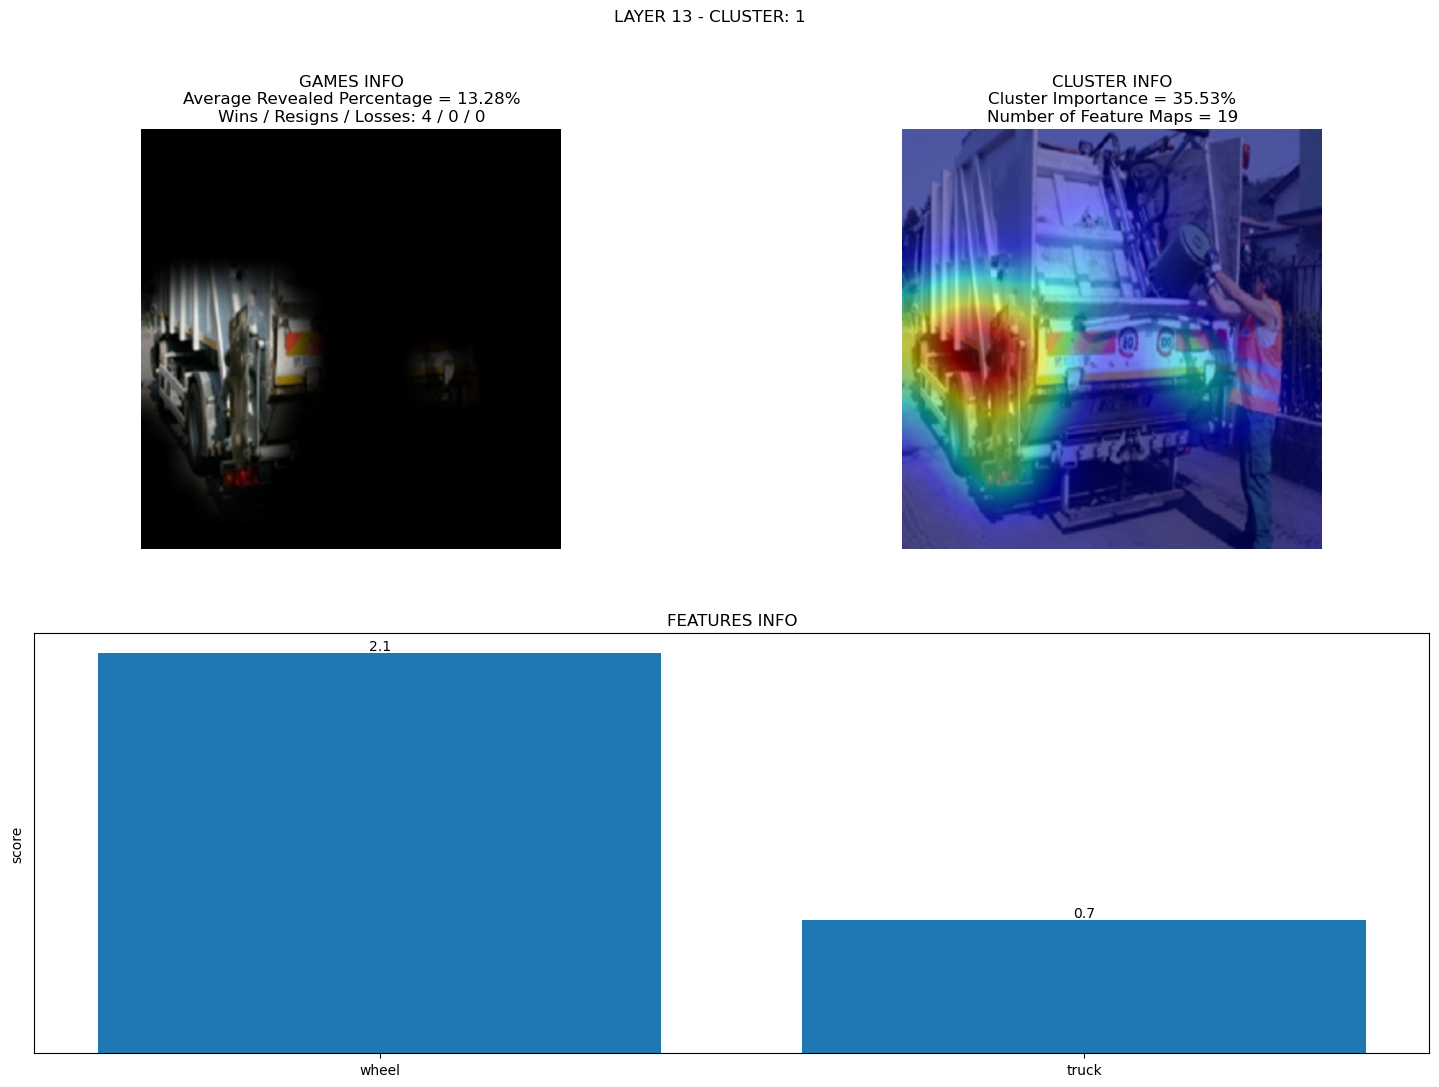 LAYER 13 - CLUSTER: 1
GAMES INFO
Average Revealed Percentage = 13.28%
Wins / Resigns / Losses: 4 / 0 / 0
CLUSTER INFO
Cluster Importance = 35.53%
Number of Feature Maps = 19
FEATURES INFO
score
2.1
0.7
wheel
truck